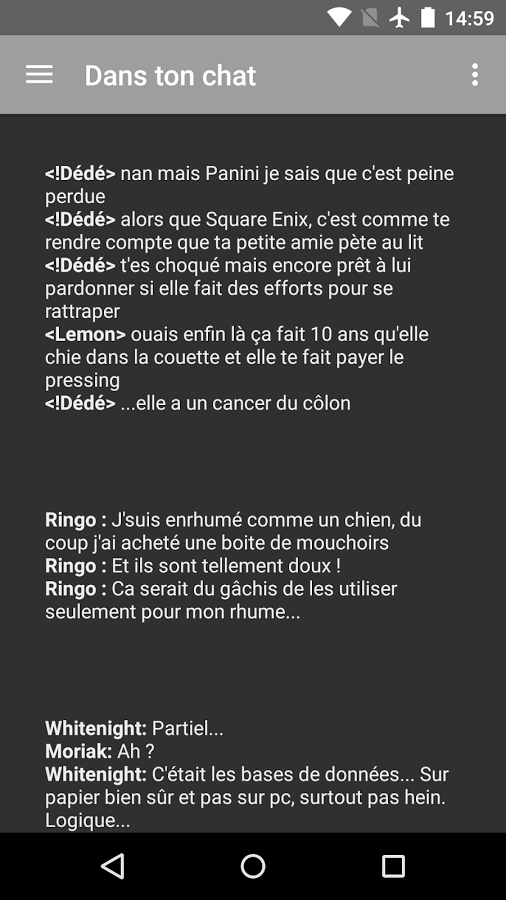 14:59
Dans ton chat
<!Dédé> nan mais Panini je sais que c'est peine
perdue
<!Dédé> alors que Square Enix, c'est comme te
rendre compte que ta petite amie pète au lit
<!Dédé> t'es choqué mais encore prêt à lui
pardonner si elle fait des efforts pour se
rattraper
<Lemon> ouais enfin là ça fait 10 ans qu'elle
chie dans la couette et elle te fait payer le
pressing
<!Dédé> ...elle a un cancer du côlon
Ringo : J'suis enrhumé comme un chien, du
coup j'ai acheté une boite de mouchoirs
Ringo : Et ils sont tellement doux !
Ringo : Ca serait du gâchis de les utiliser
seulement pour mon rhume...
Whitenight: Partiel...
Moriak: Ah ?
Whitenight: C'était les bases de données... Sur
papier bien sûr et pas sur pc, surtout pas hein.
Logique...